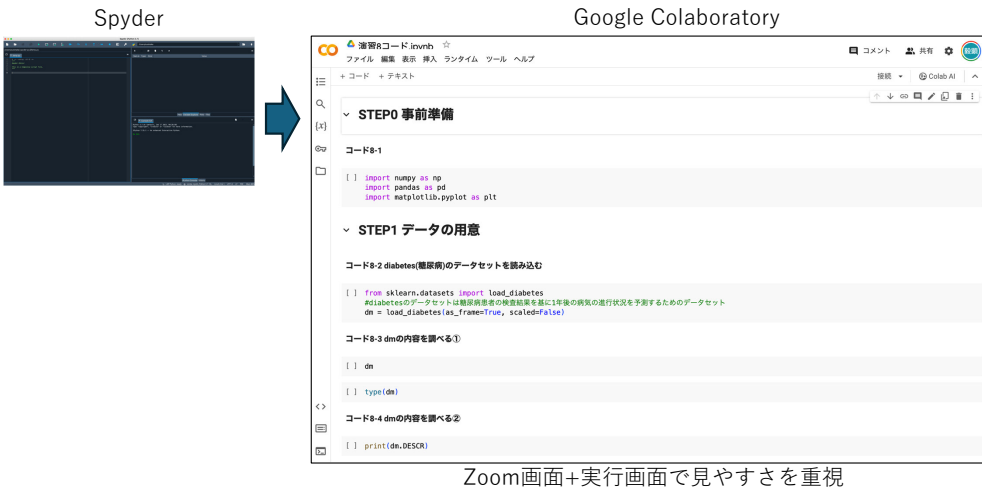 Spyder
Google Colaboratory
演習8コード.ipynb
ファイル 編集 表示 挿入 ランタイム ツール ヘルプ
コメント 共有
+ コード + テキスト
接続 Colab AI
STEP0 事前準備
{x}
コード8-1
[ ] import numpy as np
import pandas as pd
import matplotlib.pyplot as plt
STEP1 データの用意
コード8-2 diabetes(糖尿病)のデータセットを読み込む
[ ] from sklearn.datasets import load_diabetes
#diabetesのデータセットは糖尿病患者の検査結果を基に1年後の病気の進行状況を予測するためのデータセット
dm = load_diabetes(as_frame=True, scaled=False)
コード8-3 dmの内容を調べる①
[ ] dm
[ ] type(dm)
コード8-4 dmの内容を調べる②
[ ] print(dm.DESCR)
Zoom画面+実行画面で見やすさを重視